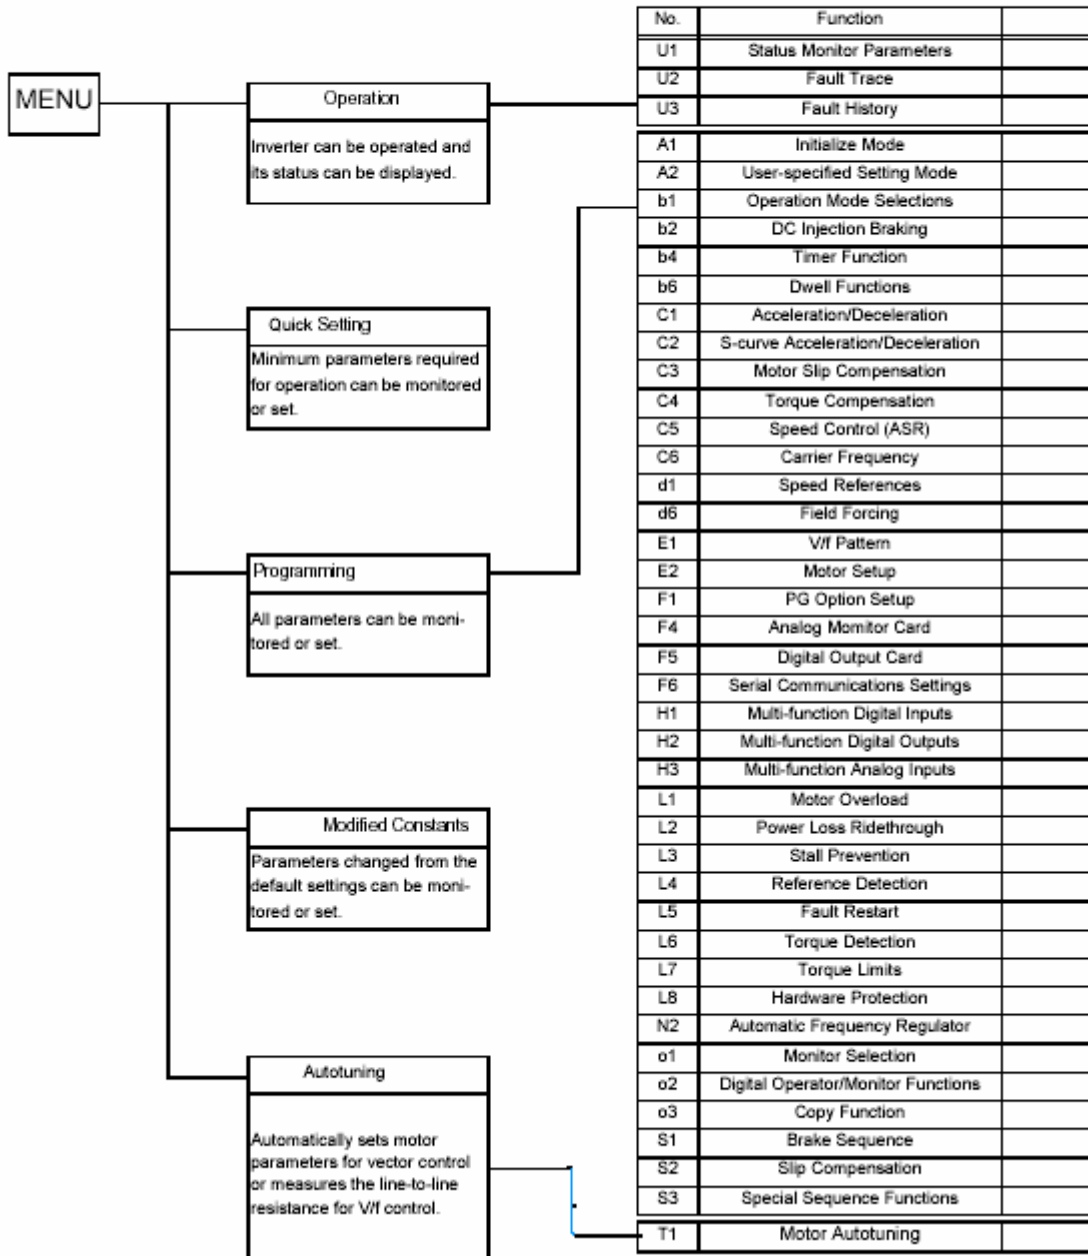 MENU
Operation
Inverter can be operated and
its status can be displayed.
Quick Setting
Minimum parameters required
for operation can be monitored
or set.
Programming
All parameters can be moni-
tored or set.
Modified Constants
Parameters changed from the
default settings can be moni-
tored or set.
Autotuning
Automatically sets motor
parameters for vector control
or measures the line-to-line
resistance for V/f control.
No. Function
U1 Status Monitor Parameters
U2 Fault Trace
U3 Fault History
A1 Initialize Mode
A2 User-specified Setting Mode
b1 Operation Mode Selections
b2 DC Injection Braking
b4 Timer Function
b6 Dwell Functions
C1 Acceleration/Deceleration
C2 S-curve Acceleration/Deceleration
C3 Motor Slip Compensation
C4 Torque Compensation
C5 Speed Control (ASR)
C6 Carrier Frequency
d1 Speed References
d6 Field Forcing
E1 V/f Pattern
E2 Motor Setup
F1 PG Option Setup
F4 Analog Momitor Card
F5 Digital Output Card
F6 Serial Communications Settings
H1 Multi-function Digital Inputs
H2 Multi-function Digital Outputs
H3 Multi-function Analog Inputs
L1 Motor Overload
L2 Power Loss Ridethrough
L3 Stall Prevention
L4 Reference Detection
L5 Fault Restart
L6 Torque Detection
L7 Torque Limits
L8 Hardware Protection
N2 Automatic Frequency Regulator
o1 Monitor Selection
o2 Digital Operator/Monitor Functions
o3 Copy Function
S1 Brake Sequence
S2 Slip Compensation
S3 Special Sequence Functions
T1 Motor Autotuning